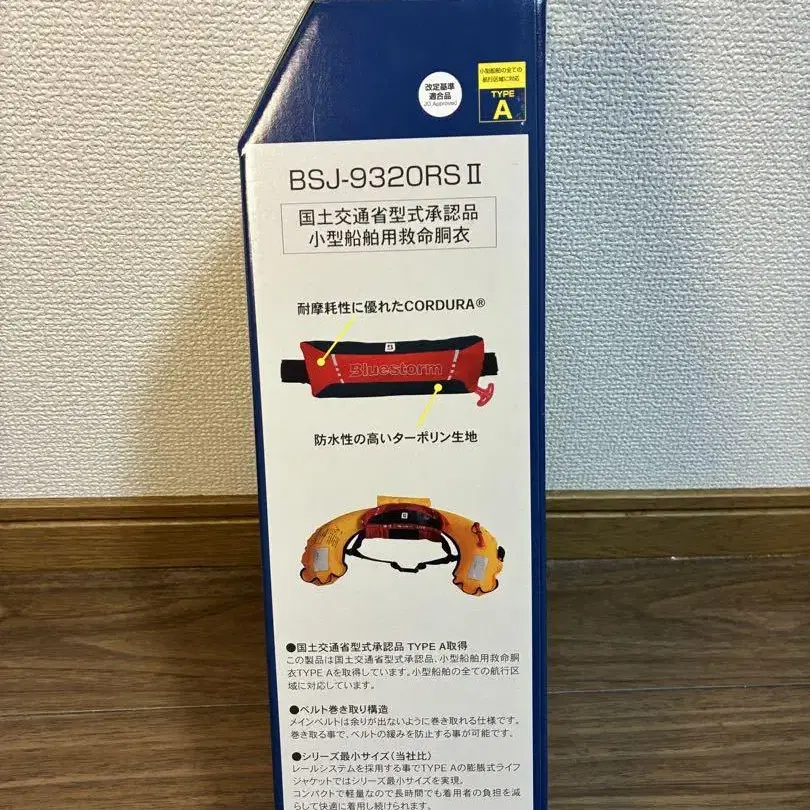 改定基準
適合品
JCI Approved
小型船舶の全ての
航行区域に対応
TYPE
A
BSJ-9320RSⅡ
国土交通省型式承認品
小型船舶用救命胴衣
耐摩耗性に優れたCORDURA®
Bluestorm
防水性の高いターポリン生地
●国土交通省型式承認品 TYPE A取得
この製品は国土交通省型式承認品、小型船舶用救命胴
衣TYPE Aを取得しています。小型船舶の全ての航行区
域に対応しています。
●ベルト巻き取り構造
メインベルトは余りが出ないように巻き取れる仕様です。
巻き取る事で、ベルトの緩みを防止する事が可能です。
●シリーズ最小サイズ(当社比)
レールシステムを採用する事でTYPE Aの膨脹式ライフ
ジャケットではシリーズ最小サイズを実現。
コンパクトで軽量なので長時間でも着用者の負担を減
らして快適に着用し続けられます。